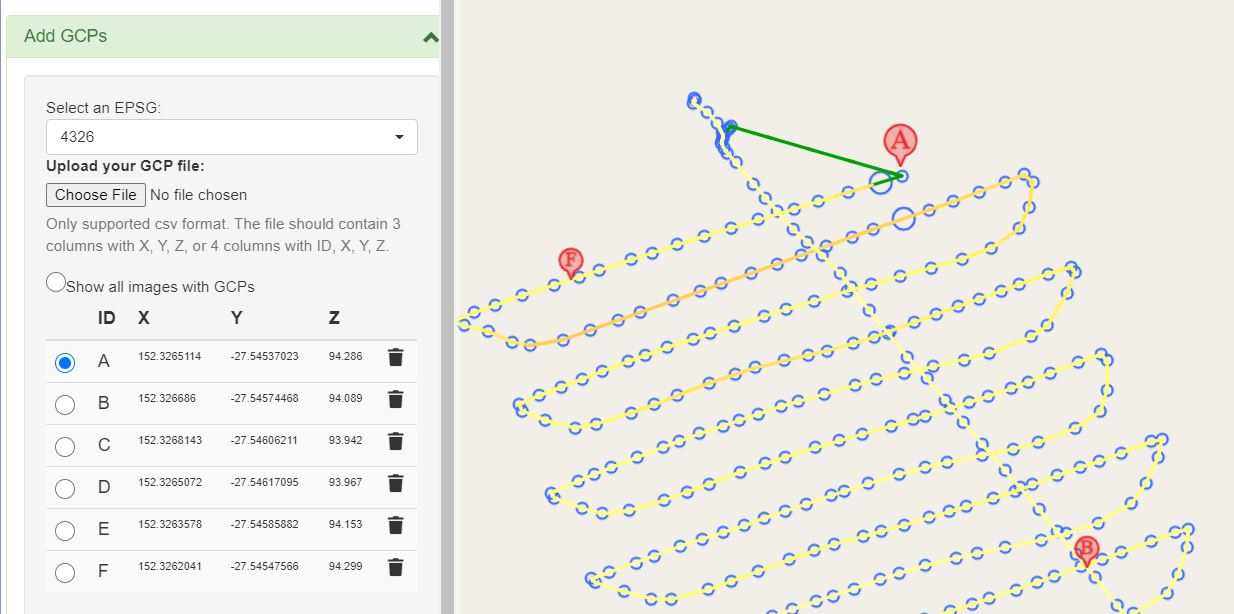 Add GCPs
Select an EPSG:
4326
Upload your GCP file:
Choose File No file chosen
Only supported csv format. The file should contain 3
columns with X, Y, Z, or 4 columns with ID, X, Y, Z.
Show all images with GCPs
ID X Y Z
A 152.3265114 -27.54537023 94.286
B 152.326686 -27.54574468 94.089
C 152.3268143 -27.54606211 93.942
D 152.3265072 -27.54617095 93.967
E 152.3263578 -27.54585882 94.153
F 152.3262041 -27.54547566 94.299
A
F
B